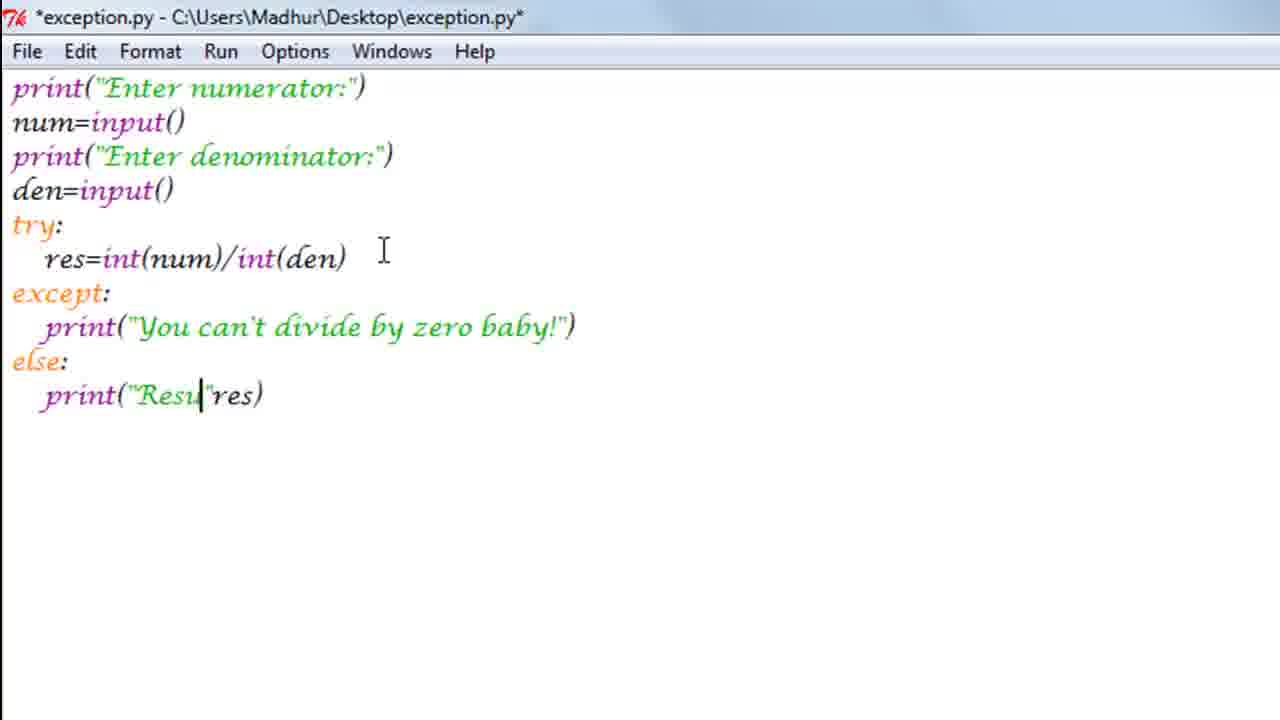 *exception.py - C:\Users\Madhur\Desktop\exception.py*
File Edit Format Run Options Windows Help
print("Enter numerator:")
num=input()
print("Enter denominator:")
den=input()
try:
    res=int(num)/int(den)
except:
    print("You can't divide by zero baby!")
else:
    print("Resu"res)